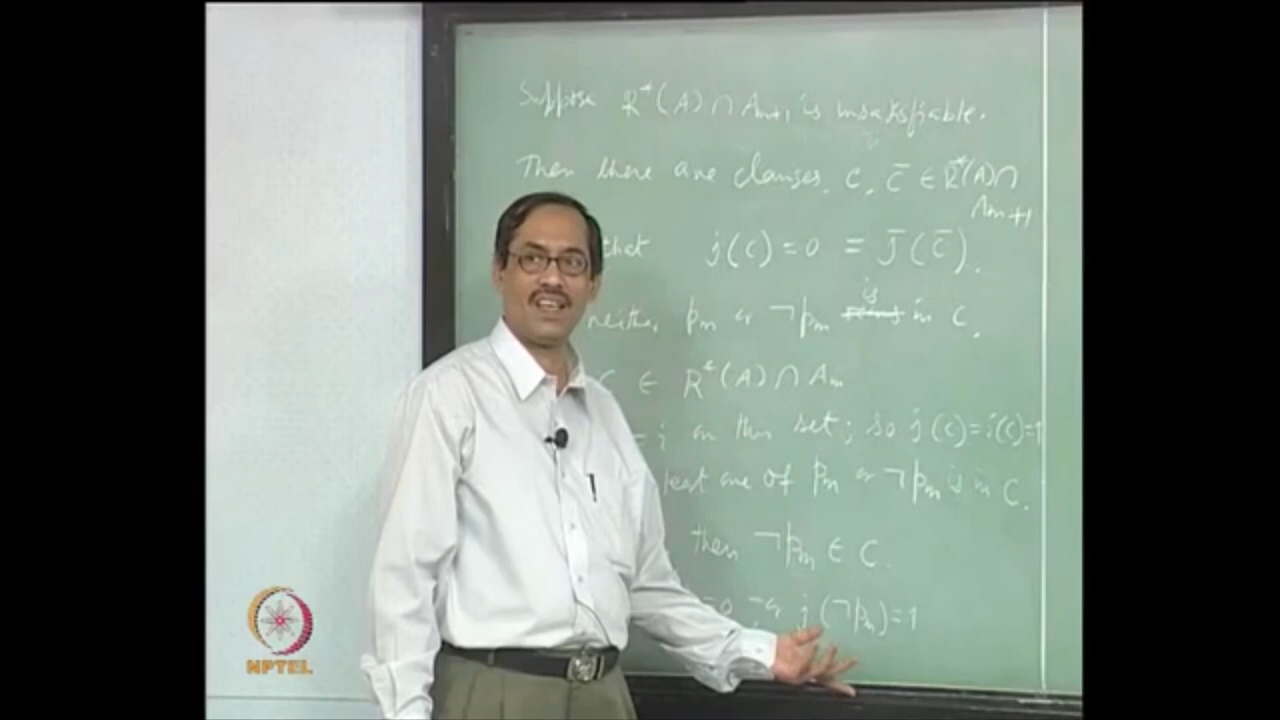 Suppose R*(A) ∩ Am+1 is unsatisfiable.
Then there are clauses, C, C̄ ∈ R*(A) ∩
Am+1
that j(C) = 0 = J̄(C̄).
neither pm or ¬pm is in C.
C ∈ R*(A) ∩ Am
j on this set; so j(C) = i(C) = 1
one of pm or ¬pm is in C.
then ¬pm ∈ C.
=0, j(¬pm) = 1
NPTEL